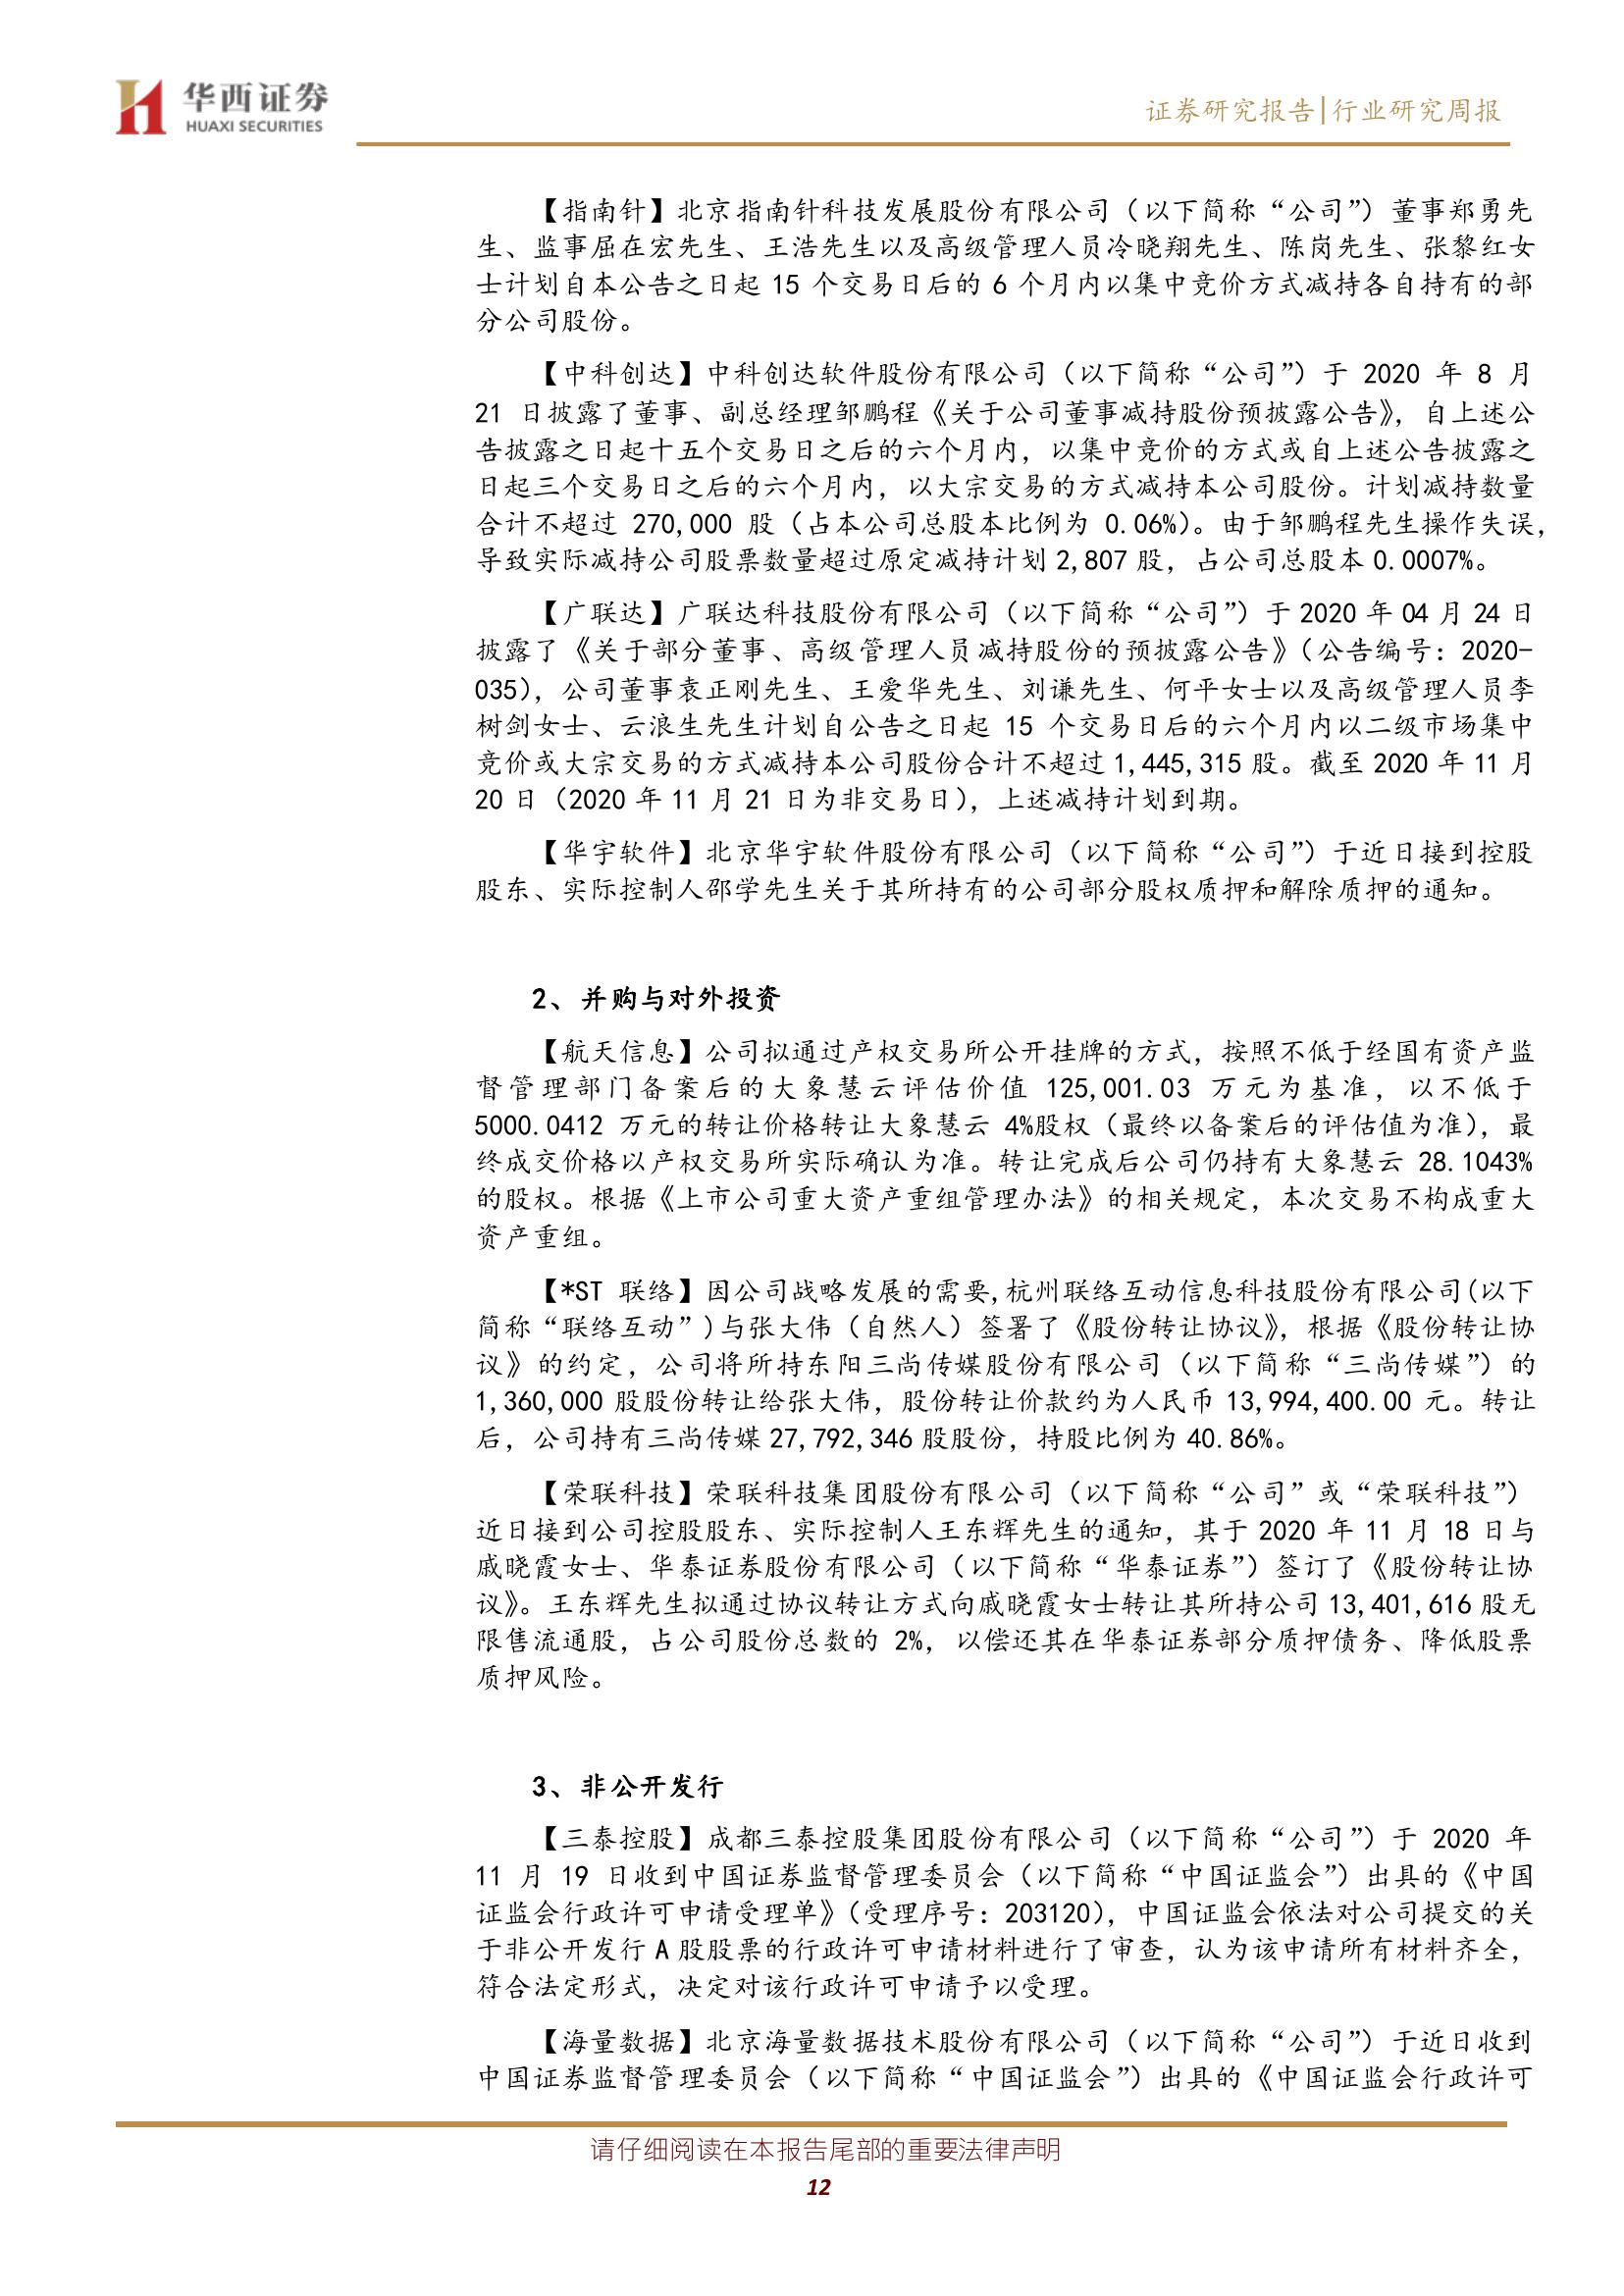 华西证券
HUAXI SECURITIES
证券研究报告|行业研究周报
【指南针】北京指南针科技发展股份有限公司（以下简称“公司”）董事郑勇先
生、监事屈在宏先生、王浩先生以及高级管理人员冷晓翔先生、陈岗先生、张黎红女
士计划自本公告之日起 15 个交易日后的 6 个月内以集中竞价方式减持各自持有的部
分公司股份。
【中科创达】中科创达软件股份有限公司（以下简称“公司”）于 2020 年 8 月
21 日披露了董事、副总经理邹鹏程《关于公司董事减持股份预披露公告》，自上述公
告披露之日起十五个交易日之后的六个月内，以集中竞价的方式或自上述公告披露之
日起三个交易日之后的六个月内，以大宗交易的方式减持本公司股份。计划减持数量
合计不超过 270,000 股（占本公司总股本比例为 0.06%）。由于邹鹏程先生操作失误，
导致实际减持公司股票数量超过原定减持计划 2,807 股，占公司总股本 0.0007%。
【广联达】广联达科技股份有限公司（以下简称“公司”）于 2020 年 04 月 24 日
披露了《关于部分董事、高级管理人员减持股份的预披露公告》（公告编号：2020-
035），公司董事袁正刚先生、王爱华先生、刘谦先生、何平女士以及高级管理人员李
树剑女士、云浪生先生计划自公告之日起 15 个交易日后的六个月内以二级市场集中
竞价或大宗交易的方式减持本公司股份合计不超过 1,445,315 股。截至 2020 年 11 月
20 日（2020 年 11 月 21 日为非交易日），上述减持计划到期。
【华宇软件】北京华宇软件股份有限公司（以下简称“公司”）于近日接到控股
股东、实际控制人邵学先生关于其所持有的公司部分股权质押和解除质押的通知。
2、并购与对外投资
【航天信息】公司拟通过产权交易所公开挂牌的方式，按照不低于经国有资产监
督管理部门备案后的大象慧云评估价值 125,001.03 万元为基准，以不低于
5000.0412 万元的转让价格转让大象慧云 4%股权（最终以备案后的评估值为准），最
终成交价格以产权交易所实际确认为准。转让完成后公司仍持有大象慧云 28.1043%
的股权。根据《上市公司重大资产重组管理办法》的相关规定，本次交易不构成重大
资产重组。
【*ST 联络】因公司战略发展的需要,杭州联络互动信息科技股份有限公司(以下
简称“联络互动”)与张大伟（自然人）签署了《股份转让协议》，根据《股份转让协
议》的约定，公司将所持东阳三尚传媒股份有限公司（以下简称“三尚传媒”）的
1,360,000 股股份转让给张大伟，股份转让价款约为人民币 13,994,400.00 元。转让
后，公司持有三尚传媒 27,792,346 股股份，持股比例为 40.86%。
【荣联科技】荣联科技集团股份有限公司（以下简称“公司”或“荣联科技”）
近日接到公司控股股东、实际控制人王东辉先生的通知，其于 2020 年 11 月 18 日与
戚晓霞女士、华泰证券股份有限公司（以下简称“华泰证券”）签订了《股份转让协
议》。王东辉先生拟通过协议转让方式向戚晓霞女士转让其所持公司 13,401,616 股无
限售流通股，占公司股份总数的 2%，以偿还其在华泰证券部分质押债务、降低股票
质押风险。
3、非公开发行
【三泰控股】成都三泰控股集团股份有限公司（以下简称“公司”）于 2020 年
11 月 19 日收到中国证券监督管理委员会（以下简称“中国证监会”）出具的《中国
证监会行政许可申请受理单》（受理序号：203120），中国证监会依法对公司提交的关
于非公开发行 A 股股票的行政许可申请材料进行了审查，认为该申请所有材料齐全，
符合法定形式，决定对该行政许可申请予以受理。
【海量数据】北京海量数据技术股份有限公司（以下简称“公司”）于近日收到
中国证券监督管理委员会（以下简称“中国证监会”）出具的《中国证监会行政许可
请仔细阅读在本报告尾部的重要法律声明
12